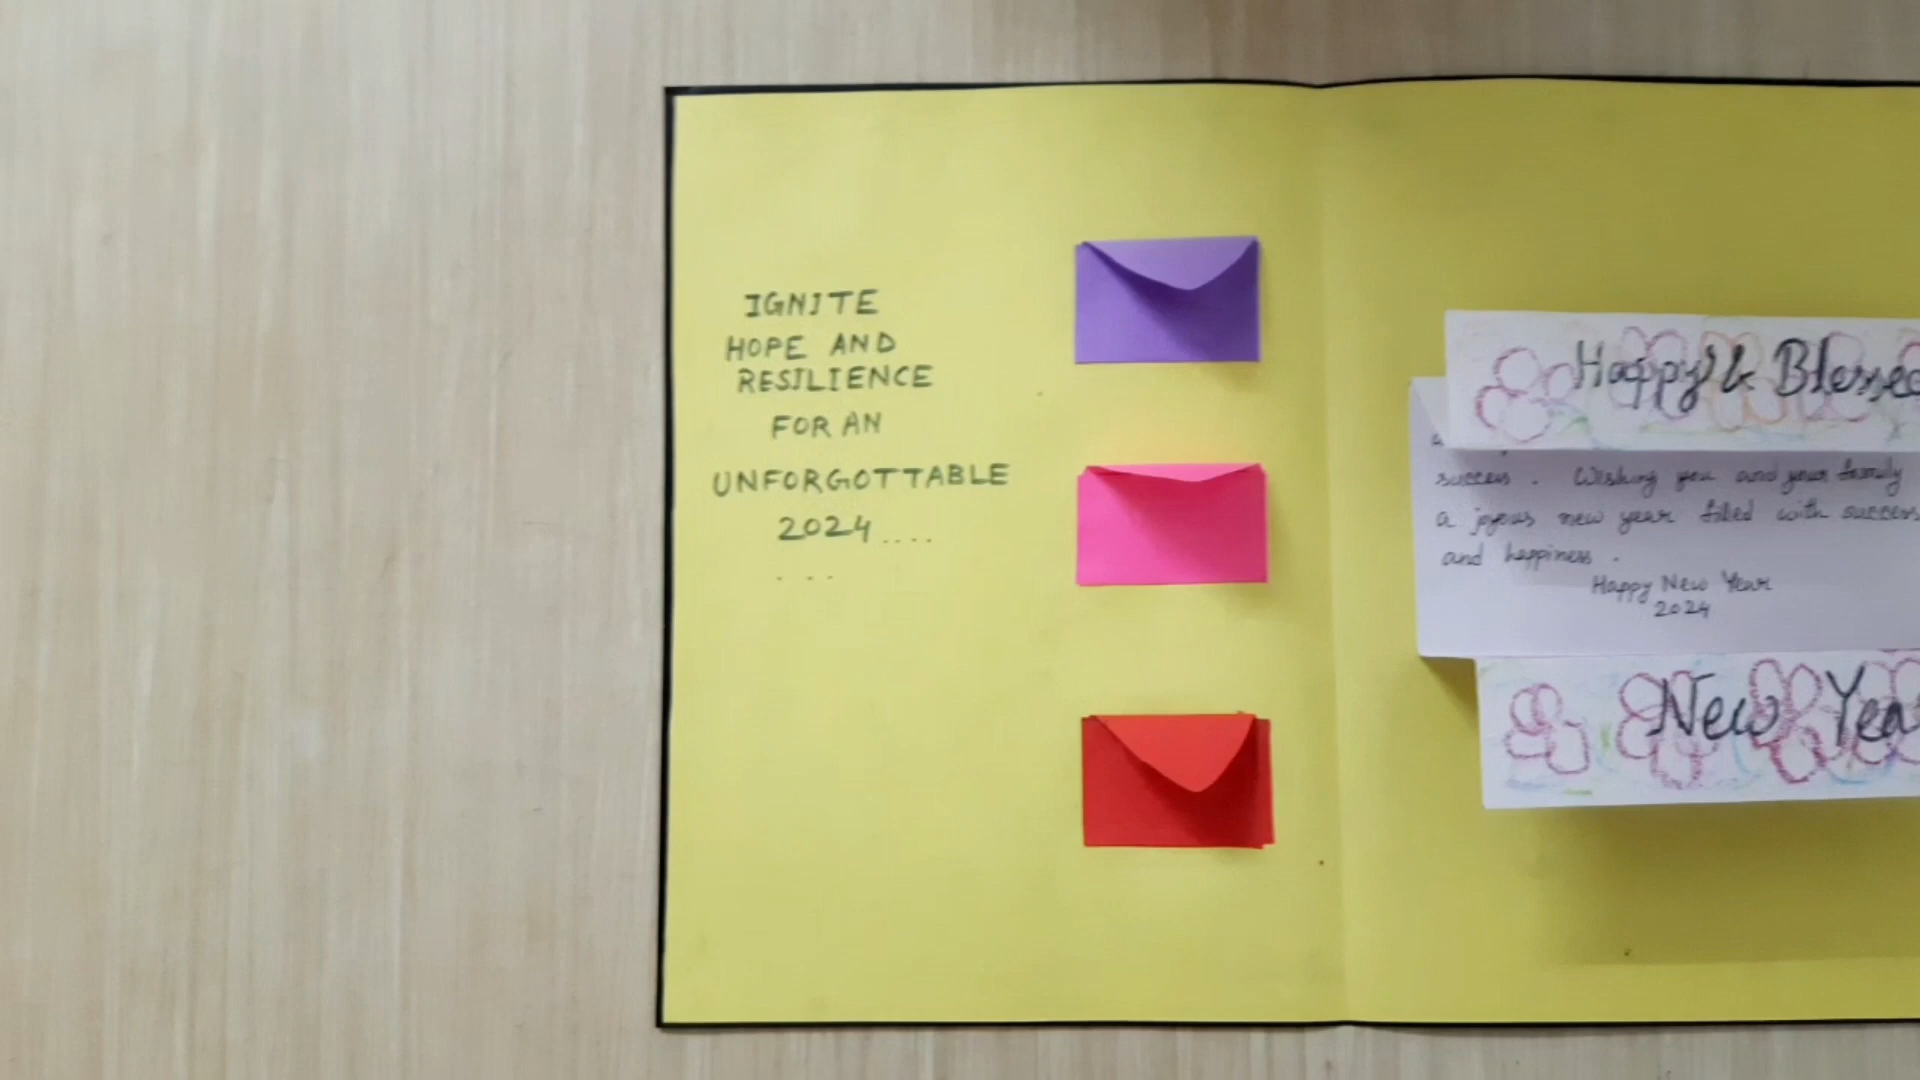 IGNITE
HOPE AND
RESILIENCE
FOR AN
UNFORGOTTABLE
2024....
. . .
Happy & Blessed
success. Wishing you and your family
a joyous new year filled with success
and happiness.
Happy New Year
2024
New Yea